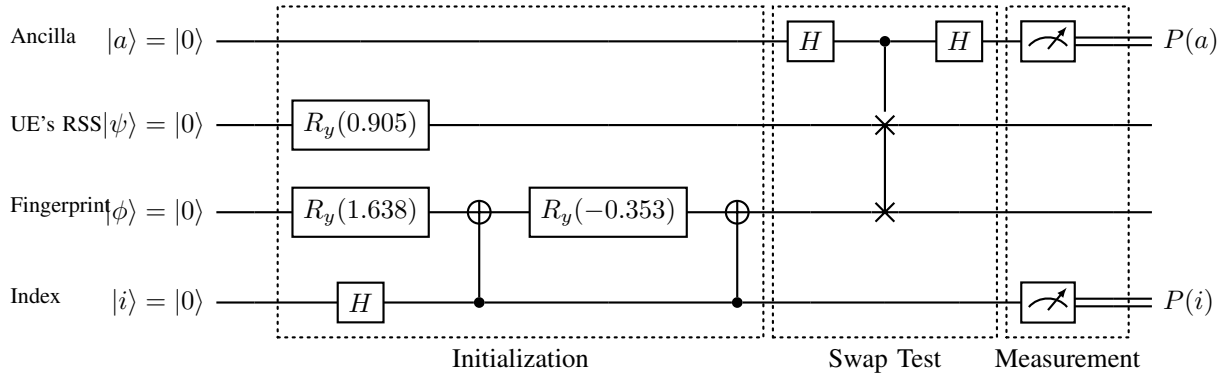 Ancilla |a⟩ = |0⟩ H H P(a)
UE's RSS |ψ⟩ = |0⟩ R_y(0.905)
Fingerprint |ϕ⟩ = |0⟩ R_y(1.638) R_y(−0.353)
Index |i⟩ = |0⟩ H P(i)
Initialization Swap Test Measurement